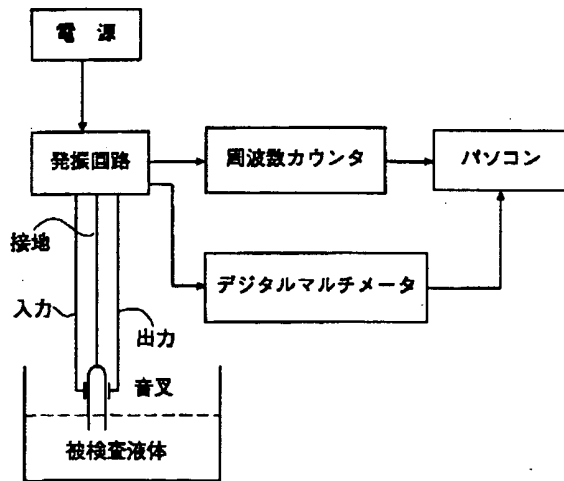 電 源
発振回路
周波数カウンタ
パソコン
接地
デジタルマルチメータ
入力
出力
音叉
被検査液体